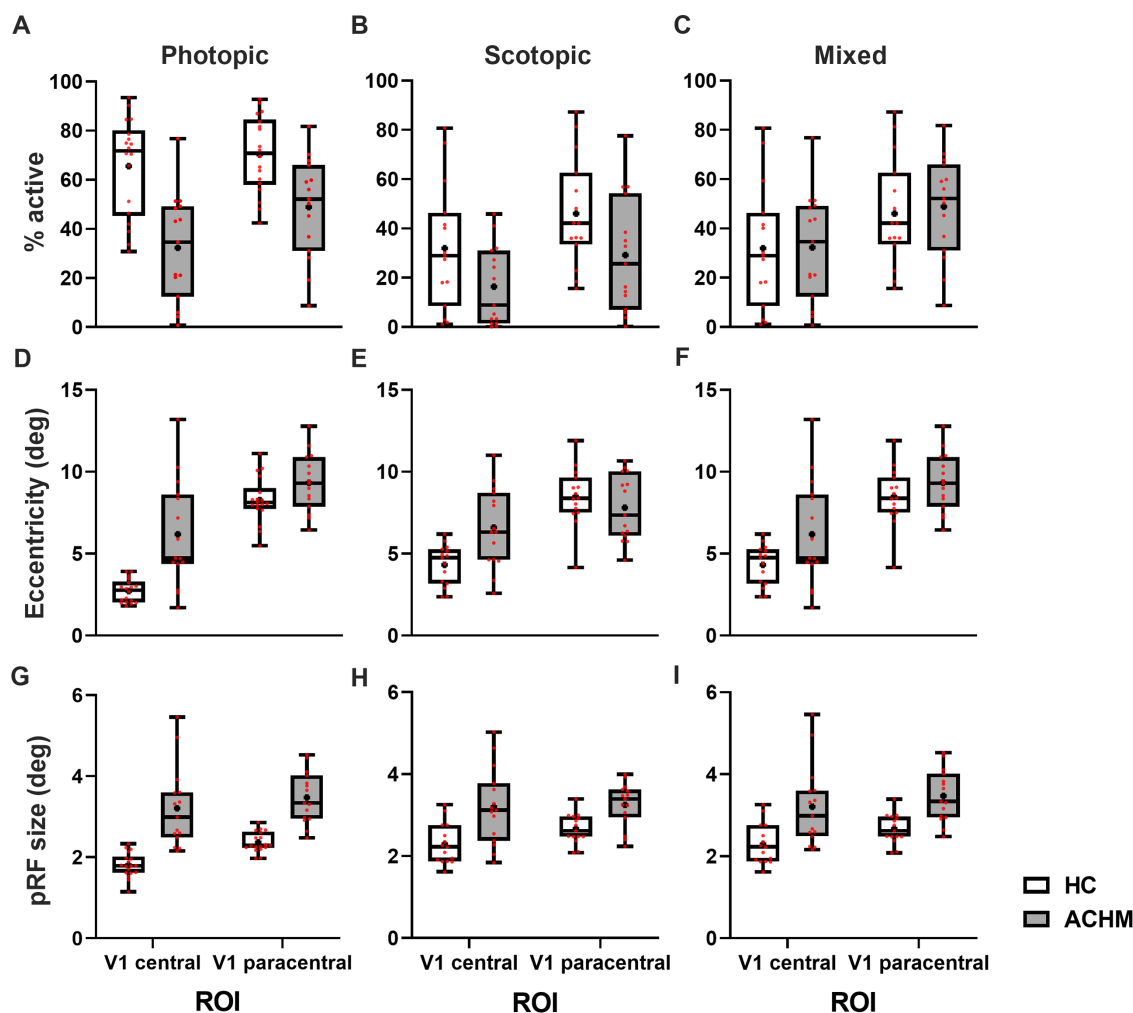 A
B
C
Photopic
Scotopic
Mixed
% active
100
80
60
40
20
0
100
80
60
40
20
0
100
80
60
40
20
0
D
E
F
Eccentricity (deg)
15
10
5
0
15
10
5
0
15
10
5
0
G
H
I
pRF size (deg)
6
4
2
0
6
4
2
0
6
4
2
0
HC
ACHM
V1 central V1 paracentral
V1 central V1 paracentral
V1 central V1 paracentral
ROI
ROI
ROI